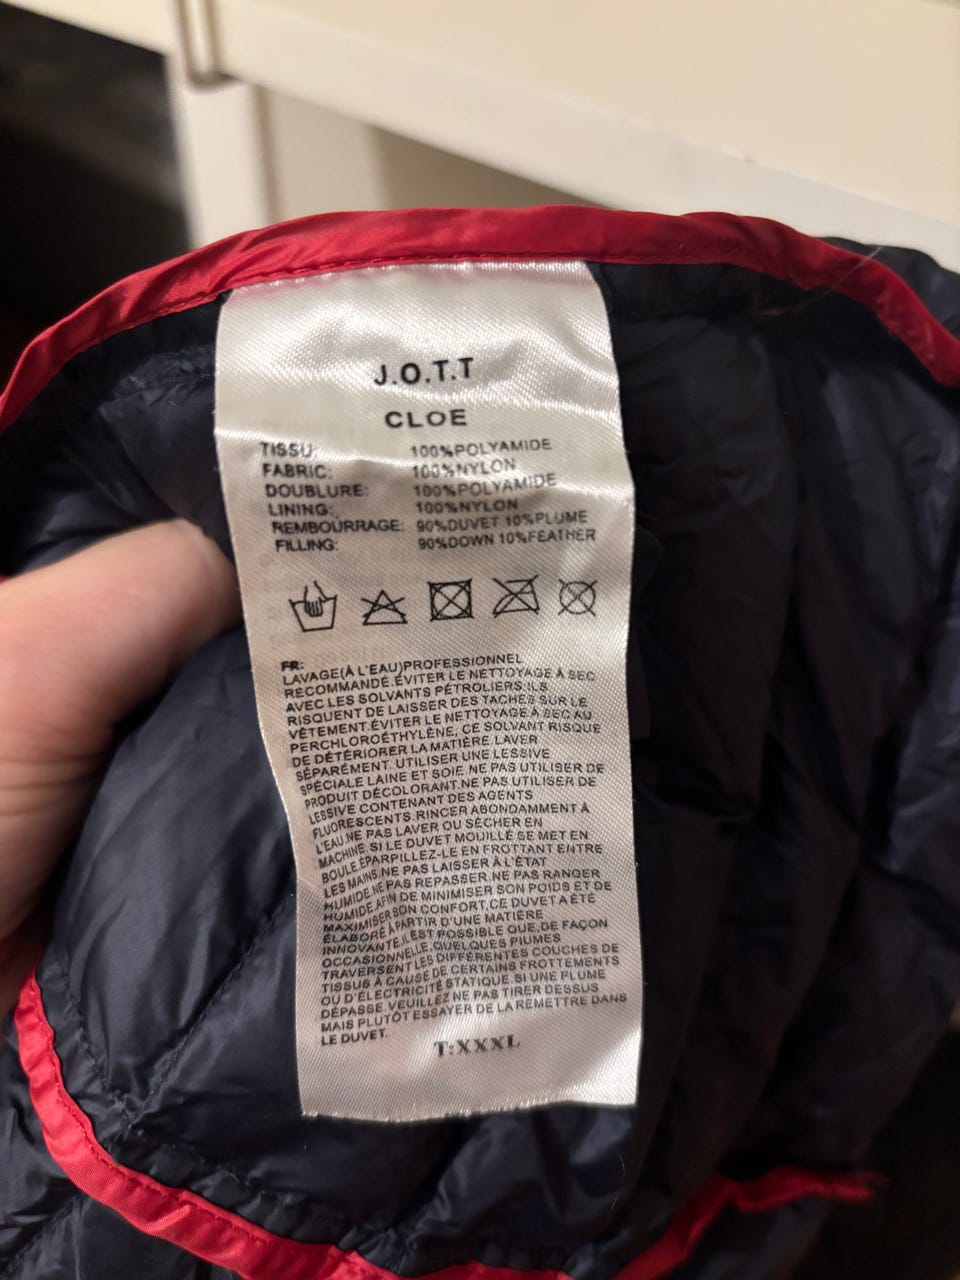 J.O.T.T
CLOE
TISSU: 100%POLYAMIDE
FABRIC: 100%NYLON
DOUBLURE: 100%POLYAMIDE
LINING: 100%NYLON
REMBOURRAGE: 90%DUVET 10%PLUME
FILLING: 90%DOWN 10%FEATHER
FR:
LAVAGE(À L'EAU)PROFESSIONNEL
RECOMMANDÉ.ÉVITER LE NETTOYAGE À SEC
AVEC LES SOLVANTS PÉTROLIERS:ILS
RISQUENT DE LAISSER DES TACHES SUR LE
VÊTEMENT.ÉVITER LE NETTOYAGE À SEC AU
PERCHLOROÉTHYLÈNE, CE SOLVANT RISQUE
DE DÉTÉRIORER LA MATIÈRE.LAVER
SÉPARÉMENT. UTILISER UNE LESSIVE
SPÉCIALE LAINE ET SOIE.NE PAS UTILISER DE
PRODUIT DÉCOLORANT.NE PAS UTILISER DE
LESSIVE CONTENANT DES AGENTS
FLUORESCENTS.RINCER ABONDAMMENT À
L'EAU.NE PAS LAVER OU SÉCHER EN
MACHINE.SI LE DUVET MOUILLÉ SE MET EN
BOULE,ÉPARPILLEZ-LE EN FROTTANT ENTRE
LES MAINS.NE PAS LAISSER À L'ÉTAT
HUMIDE.NE PAS REPASSER.NE PAS RANGER
HUMIDE.AFIN DE MINIMISER SON POIDS ET DE
MAXIMISER SON CONFORT,CE DUVET A ÉTÉ
ÉLABORÉ À PARTIR D'UNE MATIÈRE
INNOVANTE.IL EST POSSIBLE QUE,DE FAÇON
OCCASIONNELLE,QUELQUES PLUMES
TRAVERSENT LES DIFFÉRENTES COUCHES DE
TISSUS À CAUSE DE CERTAINS FROTTEMENTS
OU D'ÉLECTRICITÉ STATIQUE.SI UNE PLUME
DÉPASSE,VEUILLEZ NE PAS TIRER DESSUS
MAIS PLUTÔT ESSAYER DE LA REMETTRE DANS
LE DUVET.
T:XXXL